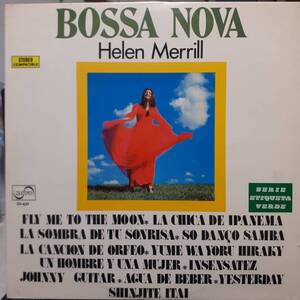 BOSSA NOVA
Helen Merrill
STEREO
COMPATIBLE
SERIE
ETIQUETA
VERDE
FLY ME TO THE MOON · LA CHICA DE IPANEMA
LA SOMBRA DE TU SONRISA · SO DANÇO SAMBA
LA CANCION DE ORFEO · YUME WA YORU HIRAKY
UN HOMBRE Y UNA MUJER · INSENSATEZ
JOHNNY GUITAR · AGUA DE BEBER · YESTERDAY
SHINJITE ITAI